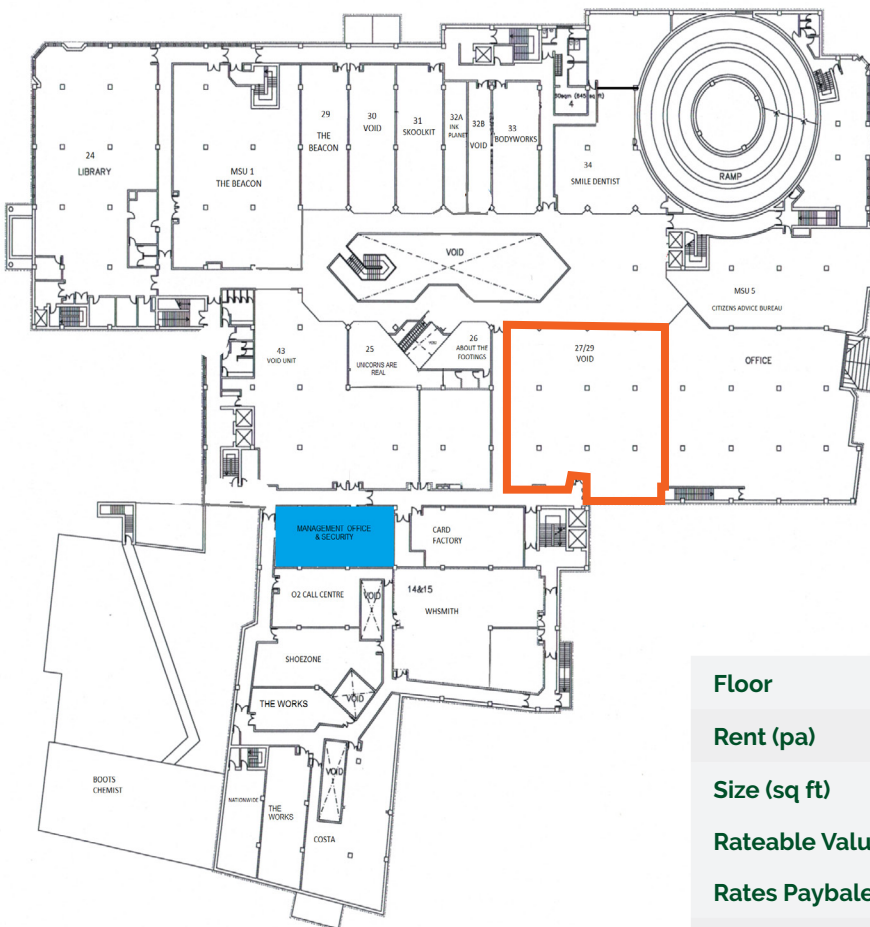 24
LIBRARY
MSU 1
THE BEACON
29
THE
BEACON
30
VOID
31
SKOOLKIT
32A
INK
PLANET
32B
VOID
33
BODYWORKS
4
34
SMILE DENTIST
RAMP
VOID
MSU 5
CITIZENS ADVICE BUREAU
43
VOID UNIT
25
UNICORNS ARE
REAL
26
ABOUT THE
FOOTINGS
27/29
VOID
OFFICE
MANAGEMENT OFFICE
& SECURITY
CARD
FACTORY
O2 CALL CENTRE
VOID
14&15
WHSMITH
SHOEZONE
THE WORKS
VOID
BOOTS
CHEMIST
NATIONWIDE
THE
WORKS
VOID
COSTA
Floor
Rent (pa)
Size (sq ft)
Rateable Valu
Rates Paybale